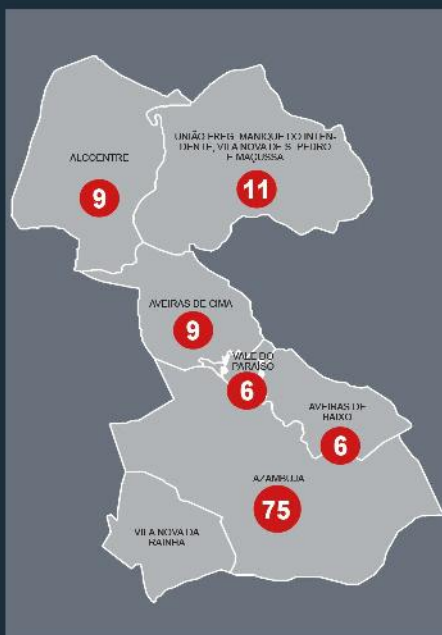 UNIÃO FREG. MANIQUE DO INTEN-
DENTE, VILA NOVA DE S. PEDRO
E MAÇUSSA
11
ALCOENTRE
9
AVEIRAS DE CIMA
9
VALE DO
PARAÍSO
6
AVEIRAS DE
BAIXO
6
AZAMBUJA
75
VILA NOVA DA
RAINHA